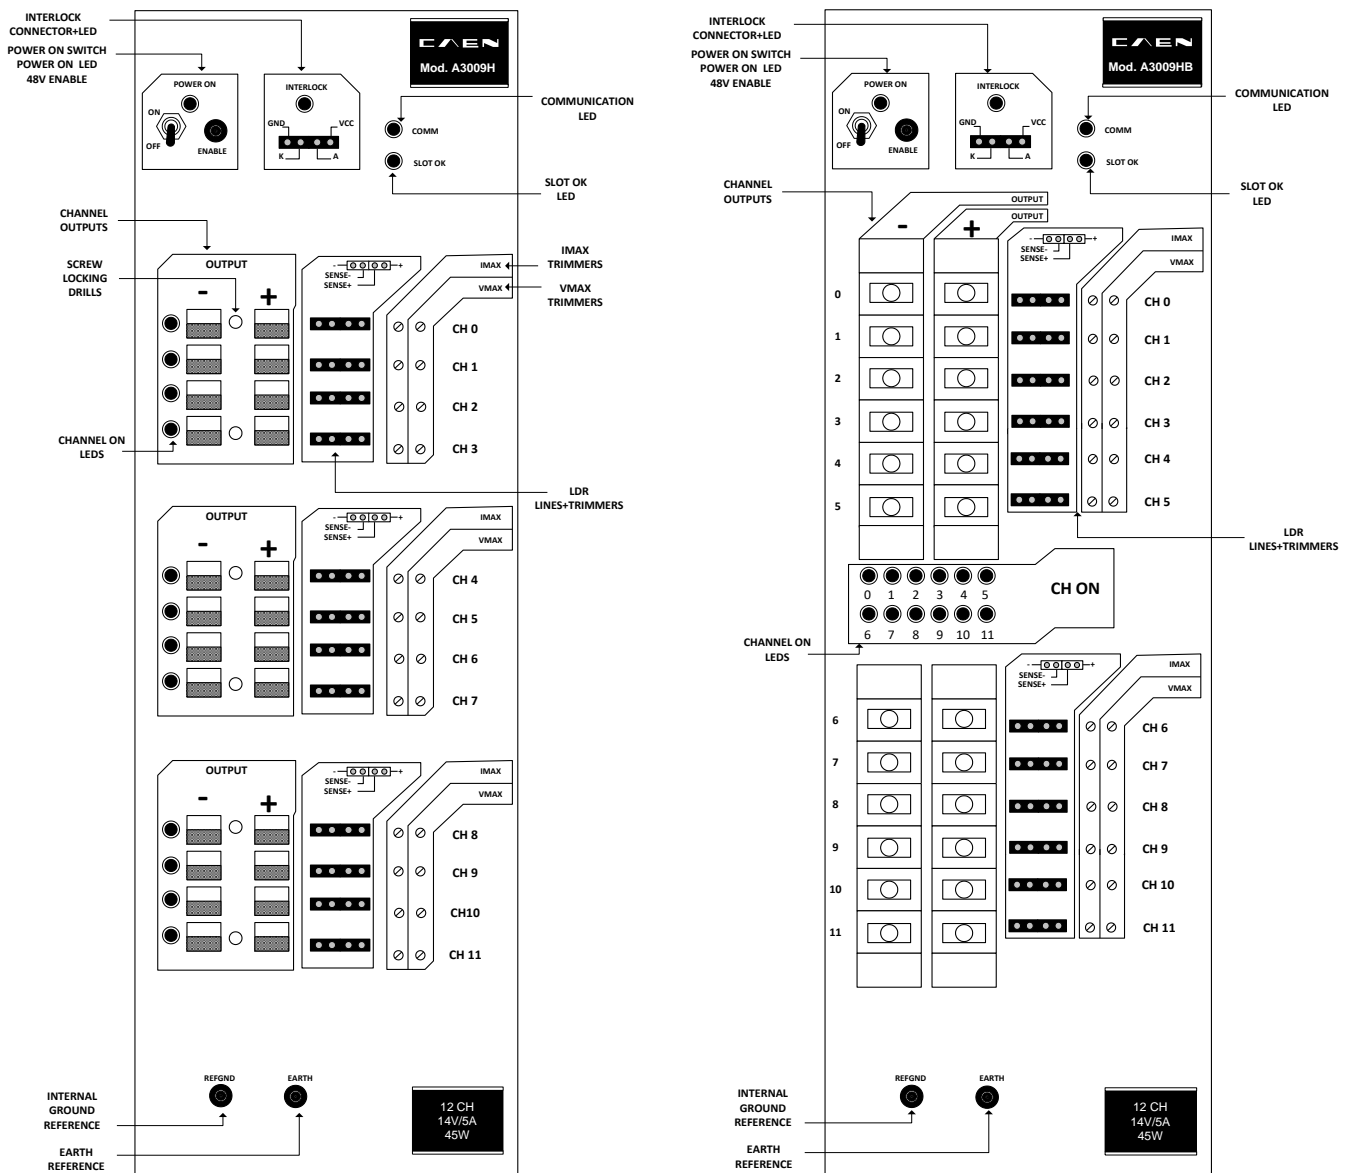 INTERLOCK
CONNECTOR+LED
POWER ON SWITCH
POWER ON LED
48V ENABLE
CAEN
Mod. A3009H
POWER ON
ON
OFF
ENABLE
INTERLOCK
GND
VCC
K
A
COMM
SLOT OK
COMMUNICATION
LED
SLOT OK
LED
CHANNEL
OUTPUTS
SCREW
LOCKING
DRILLS
CHANNEL ON
LEDS
OUTPUT
- +
- +
SENSE-
SENSE+
IMAX
VMAX
IMAX
TRIMMERS
VMAX
TRIMMERS
CH 0
CH 1
CH 2
CH 3
LDR
LINES+TRIMMERS
OUTPUT
- +
- +
SENSE-
SENSE+
IMAX
VMAX
CH 4
CH 5
CH 6
CH 7
OUTPUT
- +
- +
SENSE-
SENSE+
IMAX
VMAX
CH 8
CH 9
CH10
CH 11
REFGND
EARTH
INTERNAL
GROUND
REFERENCE
EARTH
REFERENCE
12 CH
14V/5A
45W
INTERLOCK
CONNECTOR+LED
POWER ON SWITCH
POWER ON LED
48V ENABLE
CAEN
Mod. A3009HB
POWER ON
ON
OFF
ENABLE
INTERLOCK
GND
VCC
K
A
COMM
SLOT OK
COMMUNICATION
LED
SLOT OK
LED
CHANNEL
OUTPUTS
OUTPUT
OUTPUT
- +
- +
SENSE-
SENSE+
IMAX
VMAX
0
1
2
3
4
5
CH 0
CH 1
CH 2
CH 3
CH 4
CH 5
LDR
LINES+TRIMMERS
0 1 2 3 4 5
6 7 8 9 10 11
CH ON
CHANNEL ON
LEDS
- +
SENSE-
SENSE+
IMAX
VMAX
6
7
8
9
10
11
CH 6
CH 7
CH 8
CH 9
CH 10
CH 11
REFGND
EARTH
INTERNAL
GROUND
REFERENCE
EARTH
REFERENCE
12 CH
14V/5A
45W